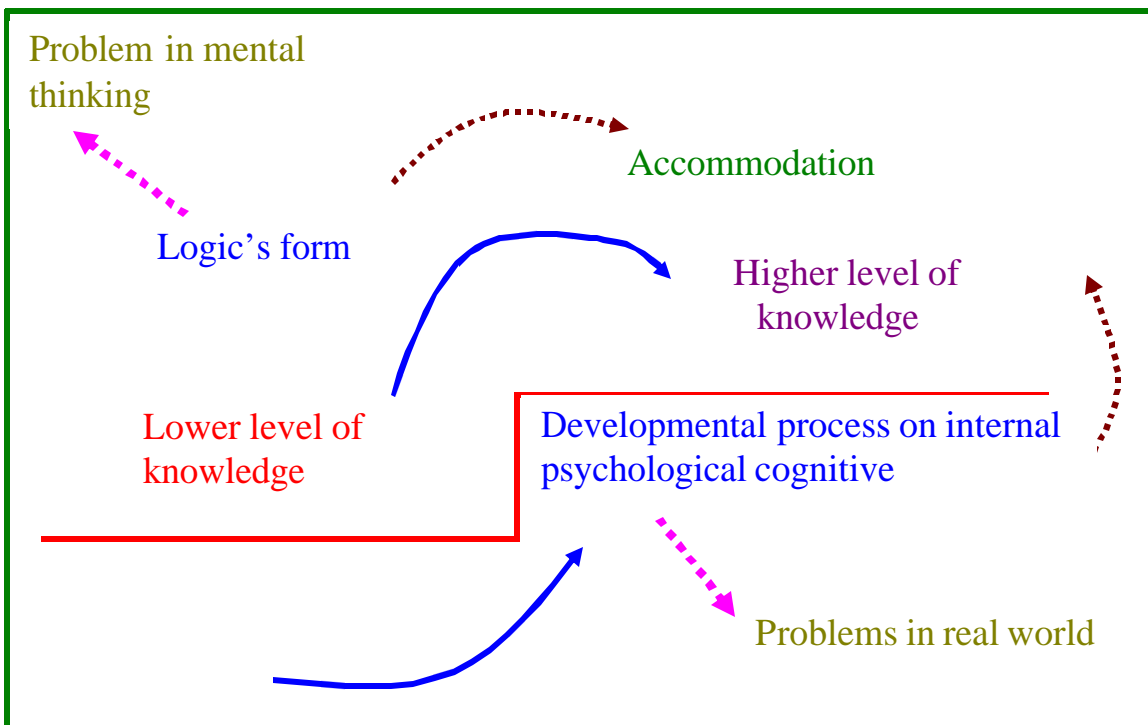 Problem in mental
thinking
Accommodation
Logic’s form
Higher level of
knowledge
Lower level of
knowledge
Developmental process on internal
psychological cognitive
Problems in real world